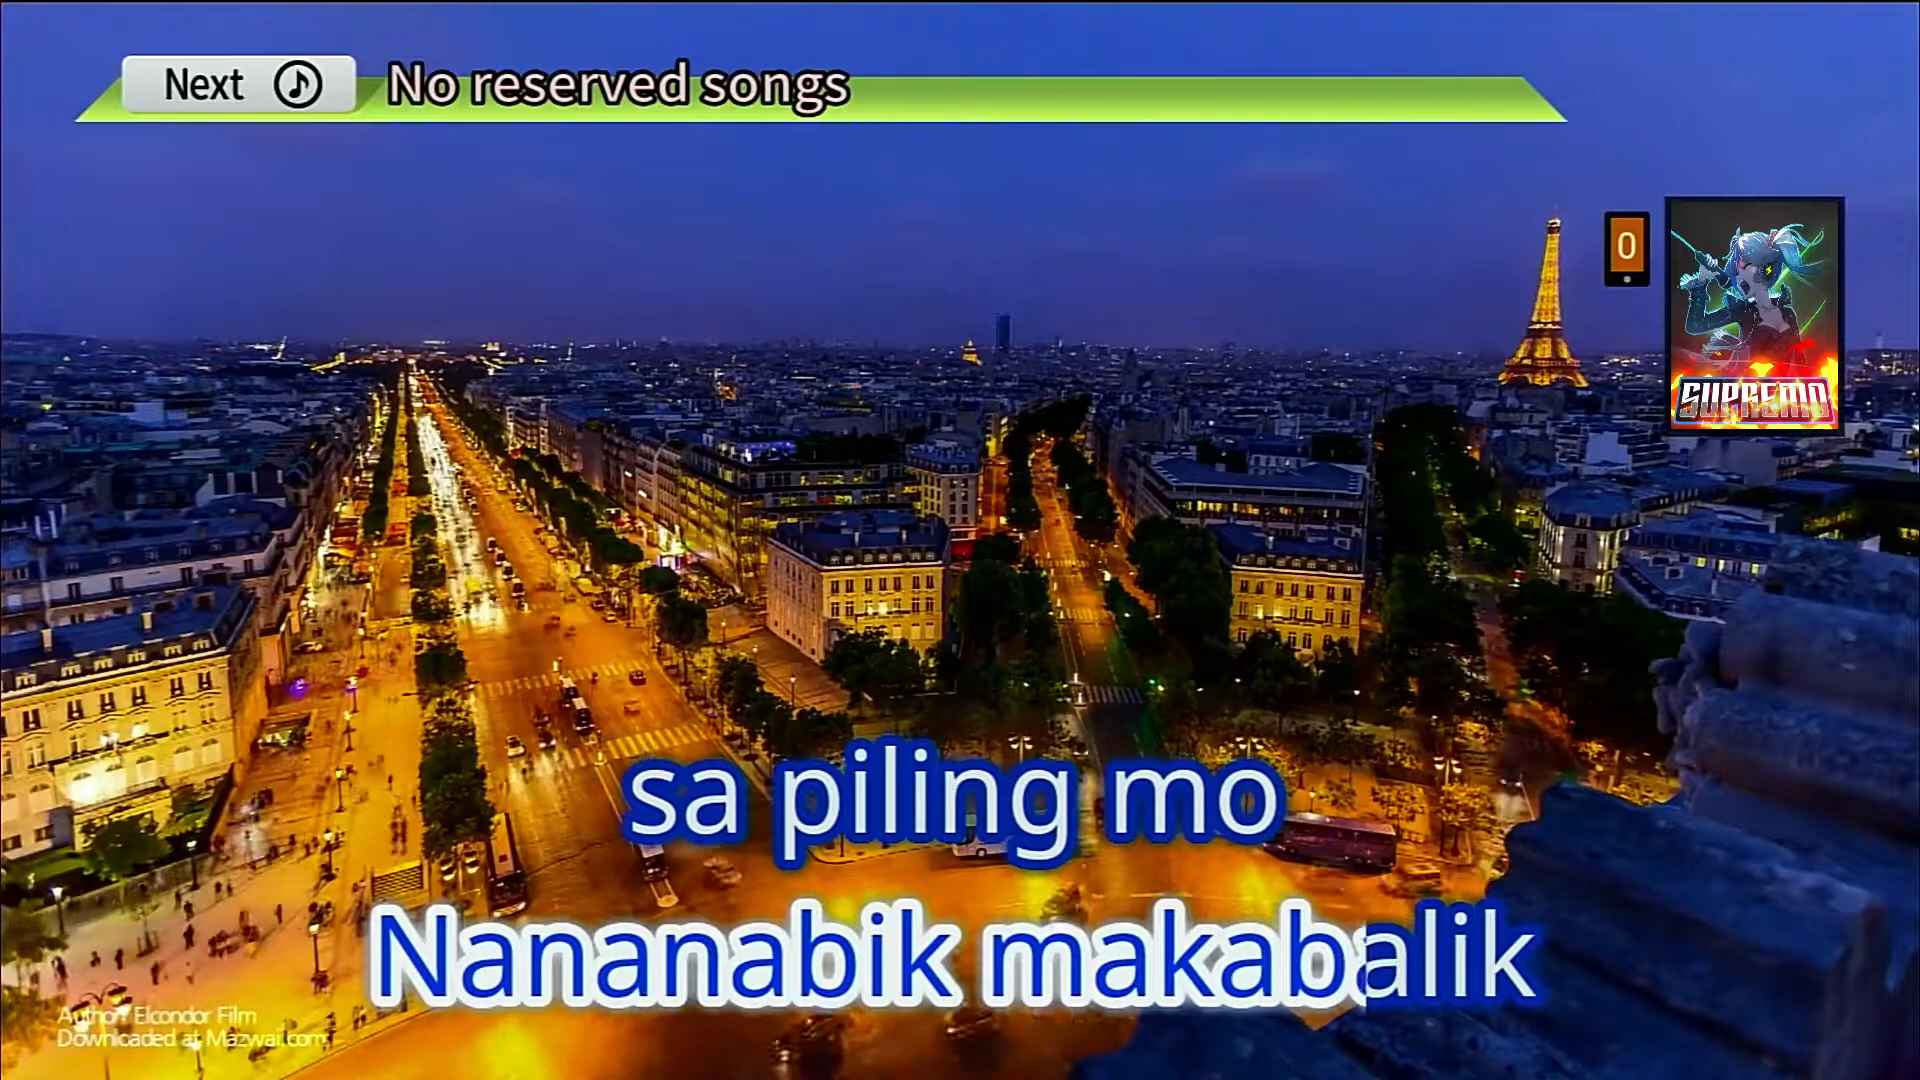 Next No reserved songs
0
SUPREMO
sa piling mo
Nananabik makabalik
Author: Elcondor Film
Downloaded at Mazwai.com